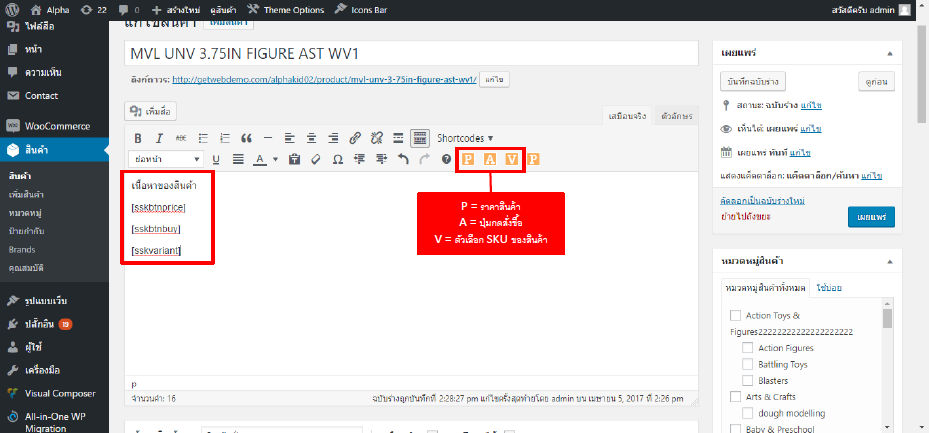 Alpha 22 0 + สร้างใหม่ ดูสินค้า Theme Options Icons Bar สวัสดีครับ admin
ไฟล์สื่อ
หน้า
ความเห็น
Contact
WooCommerce
สินค้า
สินค้า
เพิ่มสินค้า
หมวดหมู่
ป้ายกำกับ
Brands
คุณสมบัติ
รูปแบบเว็บ
ปลั๊กอิน 19
ผู้ใช้
เครื่องมือ
Visual Composer
All-in-One WP
Migration
แก้ไขสินค้า เพิ่มสินค้า
MVL UNV 3.75IN FIGURE AST WV1
ลิงก์ถาวร: http://getwebdemo.com/alphakid02/product/mvl-unv-3-75in-figure-ast-wv1/ แก้ไข
เพิ่มสื่อ
เสมือนจริง ตัวอักษร
B I ABC Shortcodes
ย่อหน้า U A Ω P A V P
เนื้อหาของสินค้า
[sskbtnprice]
[sskbtnbuy]
[sskvariant]
P = ราคาสินค้า
A = ปุ่มกดสั่งซื้อ
V = ตัวเลือก SKU ของสินค้า
p
จำนวนคำ: 16 ฉบับร่างถูกบันทึกที่ 2:28:27 pm แก้ไขครั้งสุดท้ายโดย admin บน เมษายน 5, 2017 ที่ 2:26 pm
เผยแพร่
บันทึกฉบับร่าง ดูก่อน
สถานะ: ฉบับร่าง แก้ไข
เห็นได้: เผยแพร่ แก้ไข
เผยแพร่ ทันที แก้ไข
แสดงแค็ตตาล็อก: แค็ตตาล็อก/ค้นหา แก้ไข
คัดลอกเป็นฉบับร่างใหม่
ย้ายไปถังขยะ เผยแพร่
หมวดหมู่สินค้า
หมวดหมู่สินค้าทั้งหมด ใช้บ่อย
Action Toys &
Figures22222222222222222222
Action Figures
Battling Toys
Blasters
Arts & Crafts
dough modelling
Baby & Preschool